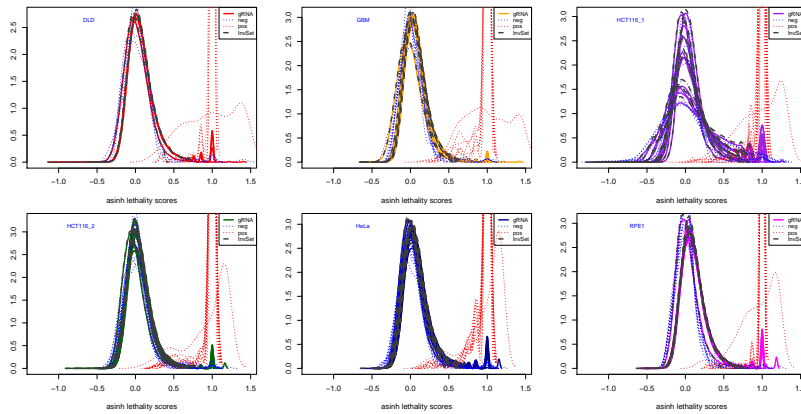 DLD
gRNA
neg
pos
InvSet
0.0 0.5 1.0 1.5 2.0 2.5
−1.0 −0.5 0.0 0.5 1.0 1.5
asinh lethality scores
GBM
gRNA
neg
pos
InvSet
0.0 0.5 1.0 1.5 2.0 2.5 3.0
−1.0 −0.5 0.0 0.5 1.0 1.5
asinh lethality scores
HCT116_1
gRNA
neg
pos
InvSet
0.0 0.5 1.0 1.5 2.0 2.5 3.0
−1.0 −0.5 0.0 0.5 1.0 1.5
asinh lethality scores
HCT116_2
gRNA
neg
pos
InvSet
0.0 0.5 1.0 1.5 2.0 2.5 3.0
−1.0 −0.5 0.0 0.5 1.0 1.5
asinh lethality scores
HeLa
gRNA
neg
pos
InvSet
0.0 0.5 1.0 1.5 2.0 2.5 3.0
−1.0 −0.5 0.0 0.5 1.0 1.5
asinh lethality scores
RPE1
gRNA
neg
pos
InvSet
0.0 0.5 1.0 1.5 2.0 2.5 3.0
−1.0 −0.5 0.0 0.5 1.0 1.5
asinh lethality scores